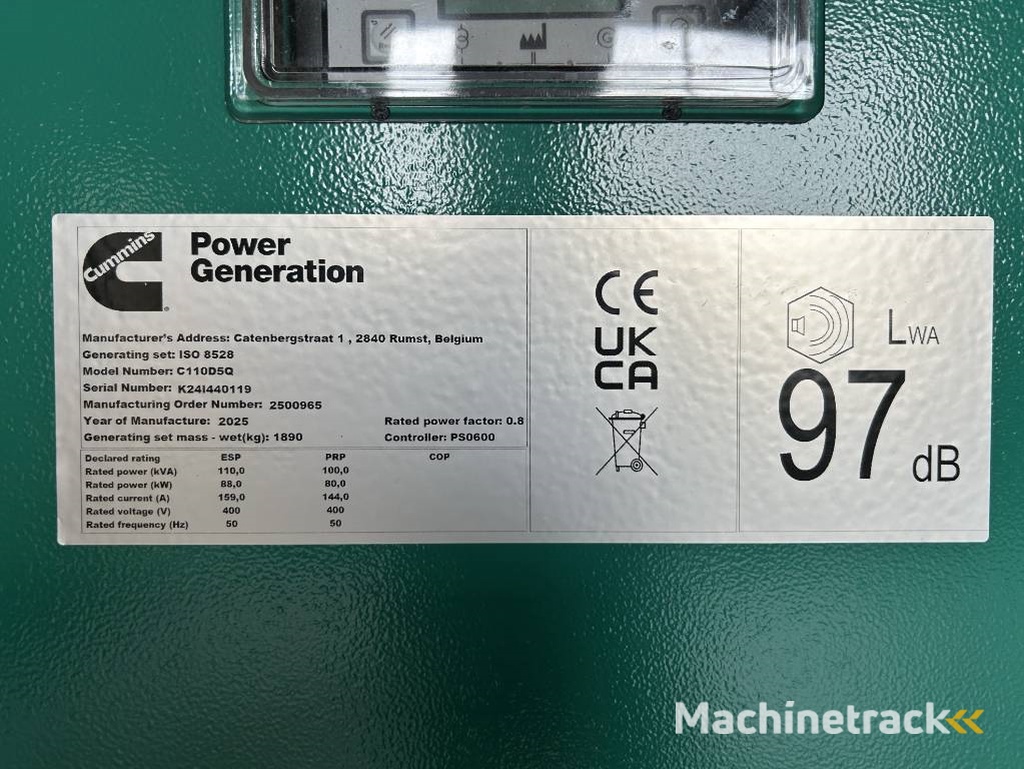 Cummins
Power
Generation
Manufacturer's Address: Catenbergstraat 1 , 2840 Rumst, Belgium
Generating set: ISO 8528
Model Number: C110D5Q
Serial Number: K24I440119
Manufacturing Order Number: 2500965
Year of Manufacture: 2025 Rated power factor: 0.8
Generating set mass - wet(kg): 1890 Controller: PS0600
Declared rating ESP PRP COP
Rated power (kVA) 110,0 100,0
Rated power (kW) 88,0 80,0
Rated current (A) 159,0 144,0
Rated voltage (V) 400 400
Rated frequency (Hz) 50 50
CE
UK
CA
LWA
97 dB
Machinetrack